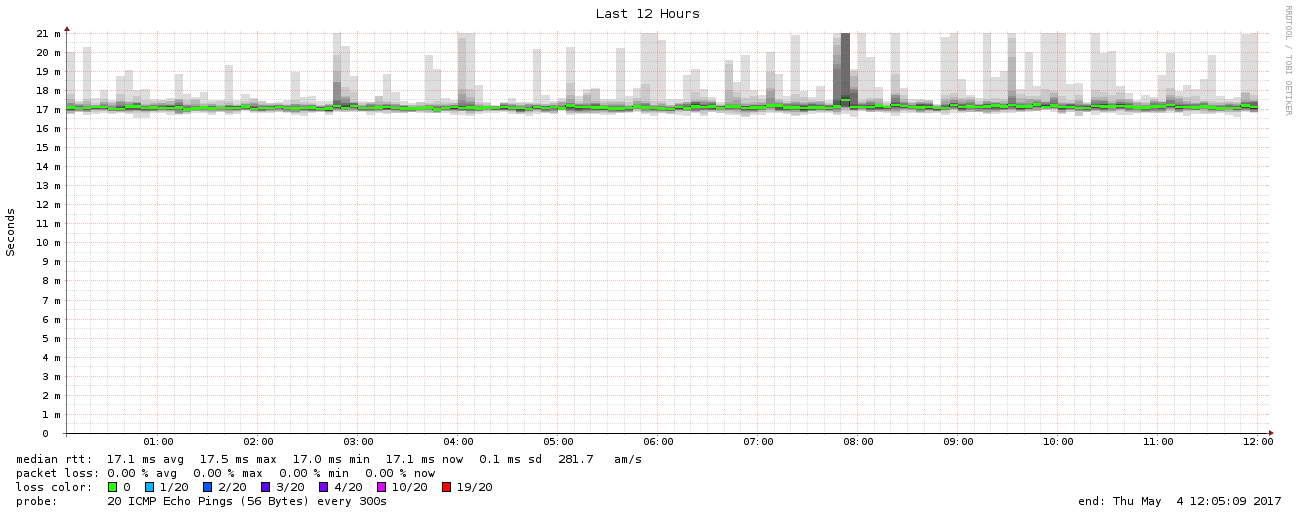 Last 12 Hours
RRDTOOL / TOBI OETIKER
Seconds
21 m
20 m
19 m
18 m
17 m
16 m
15 m
14 m
13 m
12 m
11 m
10 m
9 m
8 m
7 m
6 m
5 m
4 m
3 m
2 m
1 m
0
01:00 02:00 03:00 04:00 05:00 06:00 07:00 08:00 09:00 10:00 11:00 12:00
median rtt: 17.1 ms avg 17.5 ms max 17.0 ms min 17.1 ms now 0.1 ms sd 281.7 am/s
packet loss: 0.00 % avg 0.00 % max 0.00 % min 0.00 % now
loss color: 0 1/20 2/20 3/20 4/20 10/20 19/20
probe: 20 ICMP Echo Pings (56 Bytes) every 300s end: Thu May 4 12:05:09 2017